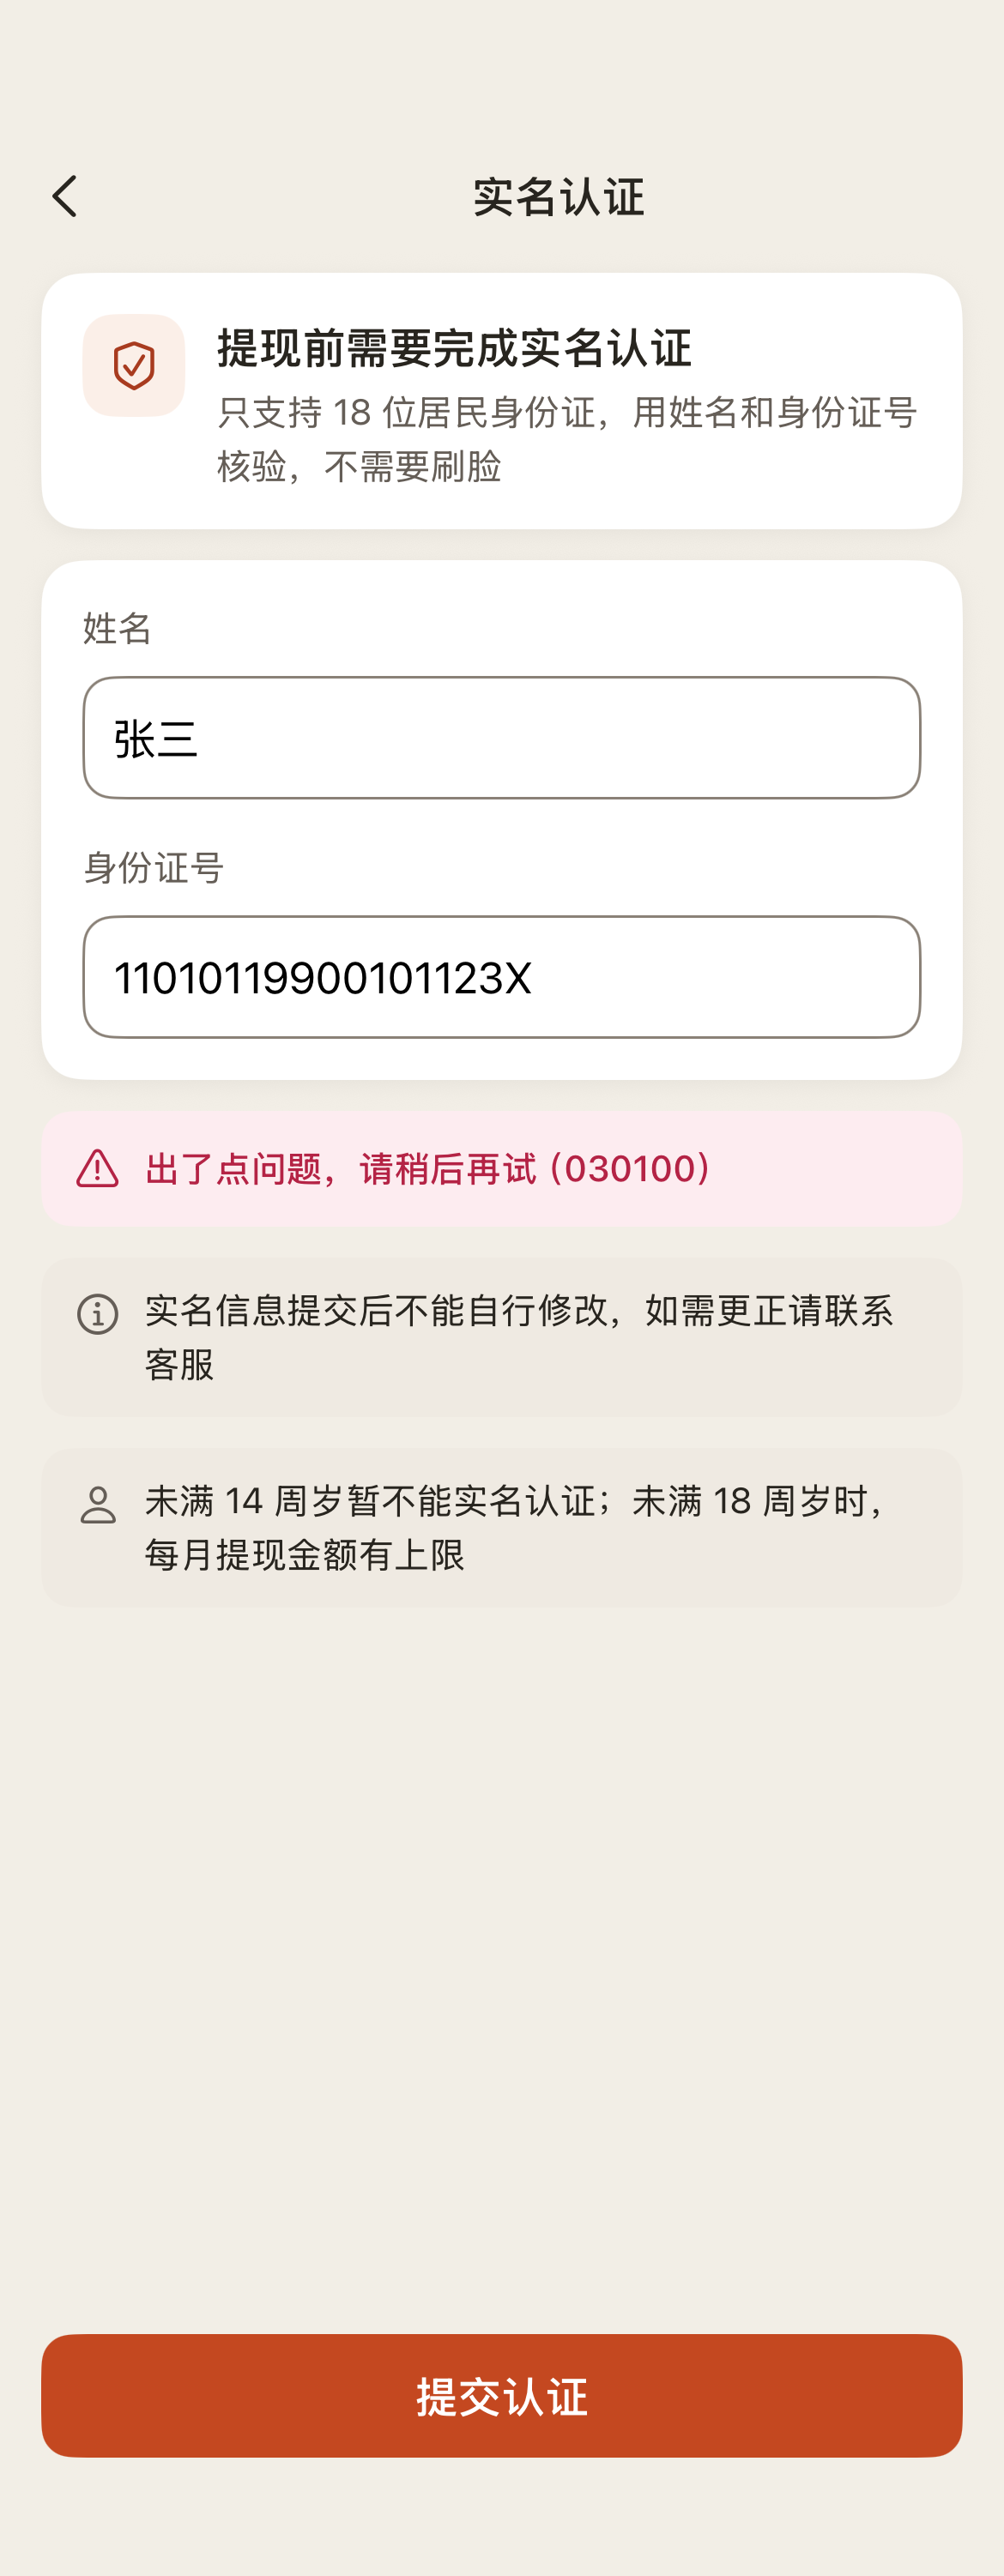 实名认证
提现前需要完成实名认证
只支持 18 位居民身份证，用姓名和身份证号
核验，不需要刷脸
姓名
张三
身份证号
11010119900101123X
出了点问题，请稍后再试 (030100)
实名信息提交后不能自行修改，如需更正请联系
客服
未满 14 周岁暂不能实名认证；未满 18 周岁时，
每月提现金额有上限
提交认证